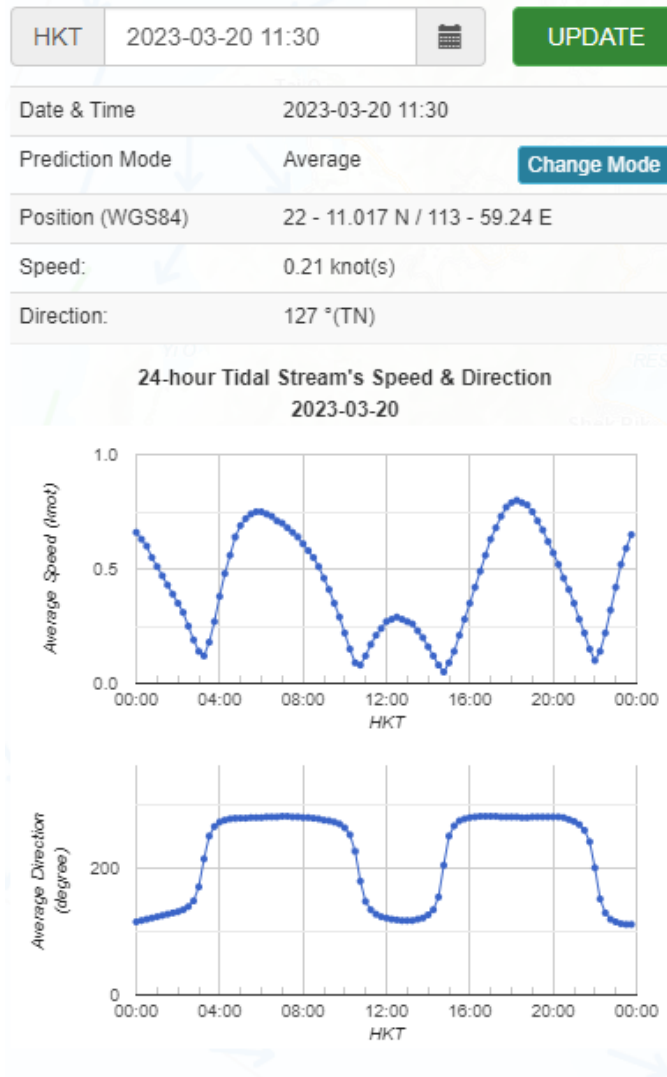 HKT 2023-03-20 11:30 UPDATE
Date & Time 2023-03-20 11:30
Prediction Mode Average Change Mode
Position (WGS84) 22 - 11.017 N / 113 - 59.24 E
Speed: 0.21 knot(s)
Direction: 127 °(TN)
24-hour Tidal Stream's Speed & Direction
2023-03-20
Average Speed (knot)
1.0
0.5
0.0
00:00 04:00 08:00 12:00 16:00 20:00 00:00
HKT
Average Direction
(degree)
200
0
00:00 04:00 08:00 12:00 16:00 20:00 00:00
HKT